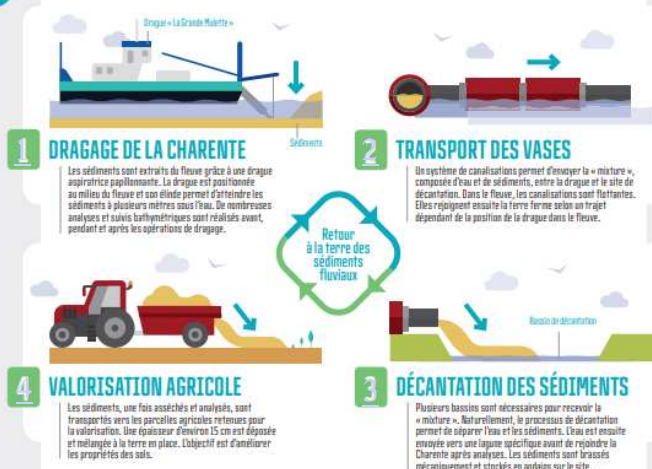 Drague « La Grande Mulette »
Sédiments
1
DRAGAGE DE LA CHARENTE
Les sédiments sont extraits du fleuve grâce à une drague
aspiratrice papillonnante. La drague est positionnée
au milieu du fleuve et son élinde permet d'atteindre les
sédiments à plusieurs mètres sous l'eau. De nombreuses
analyses et suivis bathymétriques sont réalisés avant,
pendant et après les opérations de dragage.
2
TRANSPORT DES VASES
Un système de canalisations permet d'envoyer la « mixture »,
composée d'eau et de sédiments, entre la drague et le site de
décantation. Dans le fleuve, les canalisations sont flottantes.
Elles rejoignent ensuite la terre ferme selon un trajet
dépendant de la position de la drague dans le fleuve.
Retour
à la terre des
sédiments
fluviaux
Bassin de décantation
4
VALORISATION AGRICOLE
Les sédiments, une fois asséchés et analysés, sont
transportés vers les parcelles agricoles retenues pour
la valorisation. Une épaisseur d'environ 15 cm est déposée
et mélangée à la terre en place. L'objectif est d'améliorer
les propriétés des sols.
3
DÉCANTATION DES SÉDIMENTS
Plusieurs bassins sont nécessaires pour recevoir la
« mixture ». Naturellement, le processus de décantation
permet de séparer l'eau et les sédiments. L'eau est ensuite
envoyée vers une lagune spécifique avant de rejoindre la
Charente après analyses. Les sédiments sont brassés
mécaniquement et stockés en andains sur le site.